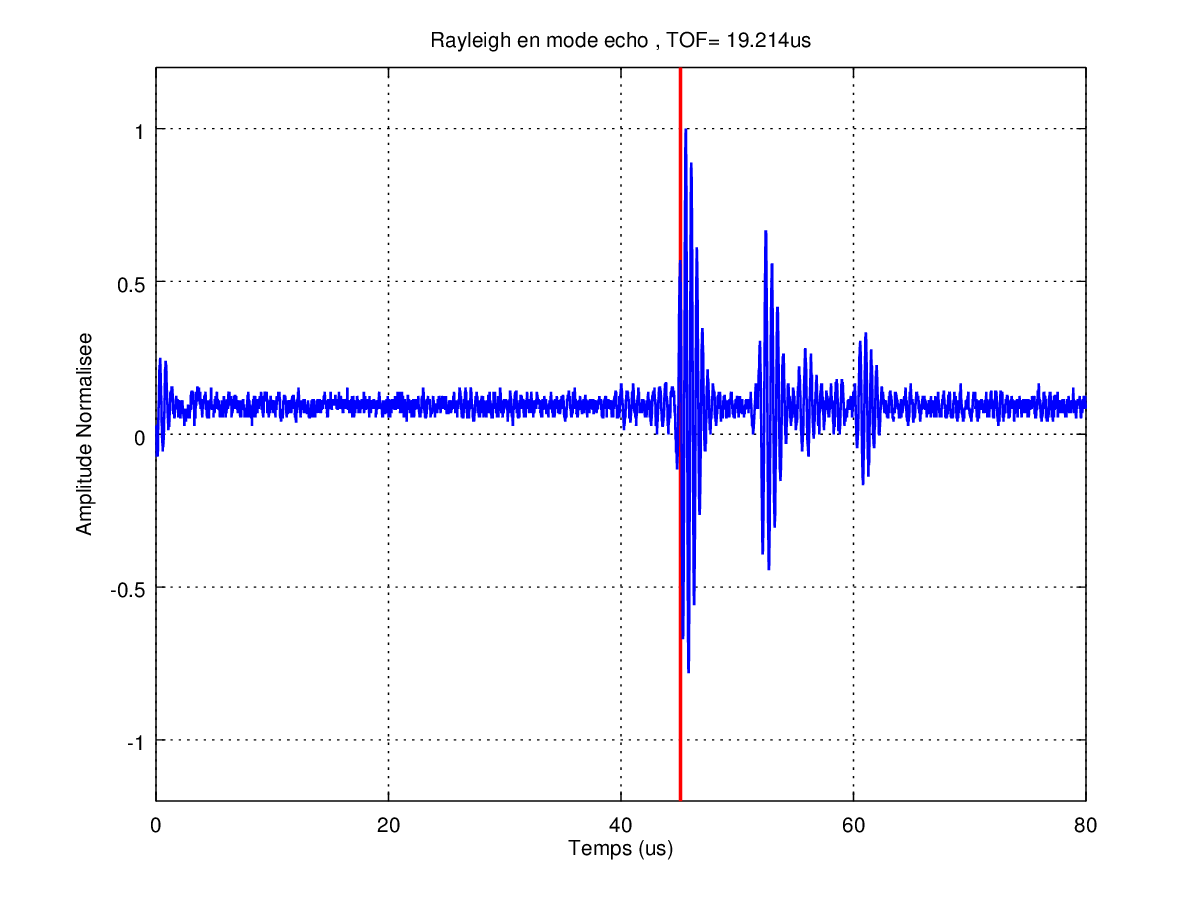 Rayleigh en mode echo , TOF= 19.214us
1
0.5
0
-0.5
-1
Amplitude Normalisee
0 20 40 60 80
Temps (us)